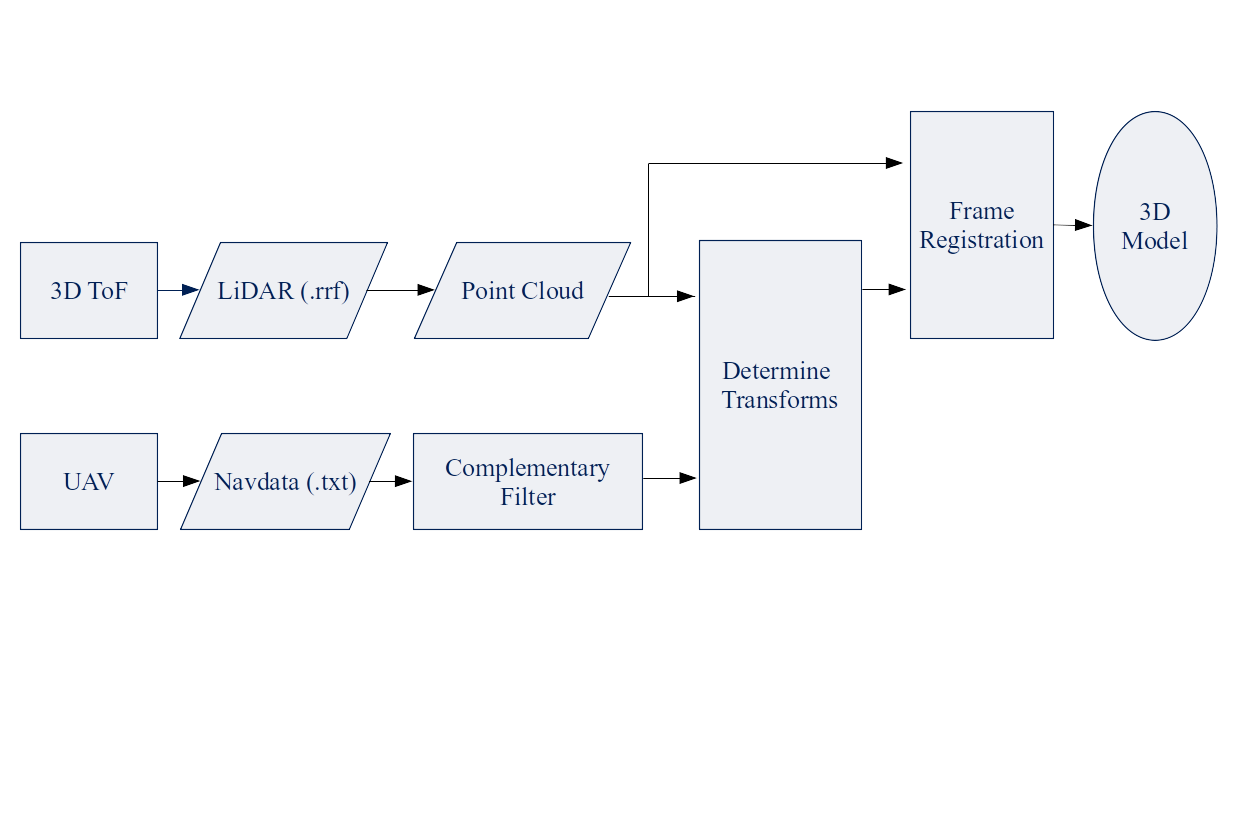 Frame
Registration
3D
Model
3D ToF
LiDAR (.rrf)
Point Cloud
Determine
Transforms
UAV
Navdata (.txt)
Complementary
Filter